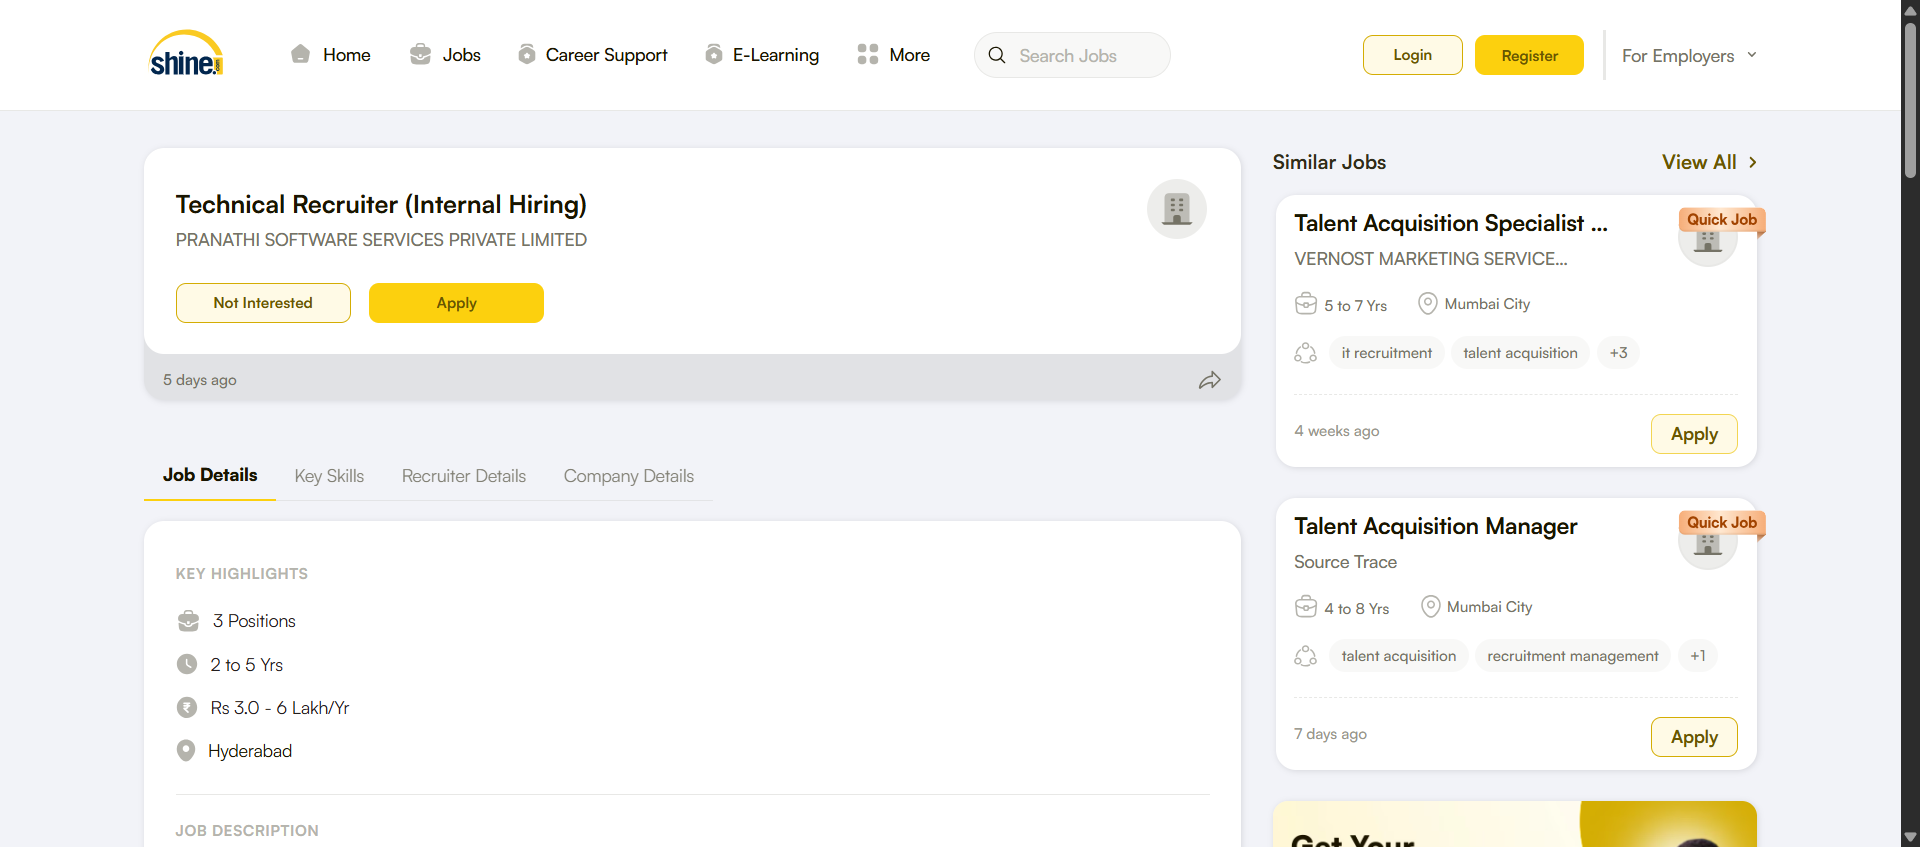 shine.com
Home
Jobs
Career Support
E-Learning
More
Search Jobs
Login
Register
For Employers
Technical Recruiter (Internal Hiring)
PRANATHI SOFTWARE SERVICES PRIVATE LIMITED
Not Interested
Apply
5 days ago
Job Details
Key Skills
Recruiter Details
Company Details
KEY HIGHLIGHTS
3 Positions
2 to 5 Yrs
Rs 3.0 - 6 Lakh/Yr
Hyderabad
JOB DESCRIPTION
Similar Jobs
View All
Talent Acquisition Specialist ...
Quick Job
VERNOST MARKETING SERVICE...
5 to 7 Yrs
Mumbai City
it recruitment
talent acquisition
+3
4 weeks ago
Apply
Talent Acquisition Manager
Quick Job
Source Trace
4 to 8 Yrs
Mumbai City
talent acquisition
recruitment management
+1
7 days ago
Apply
Get Your